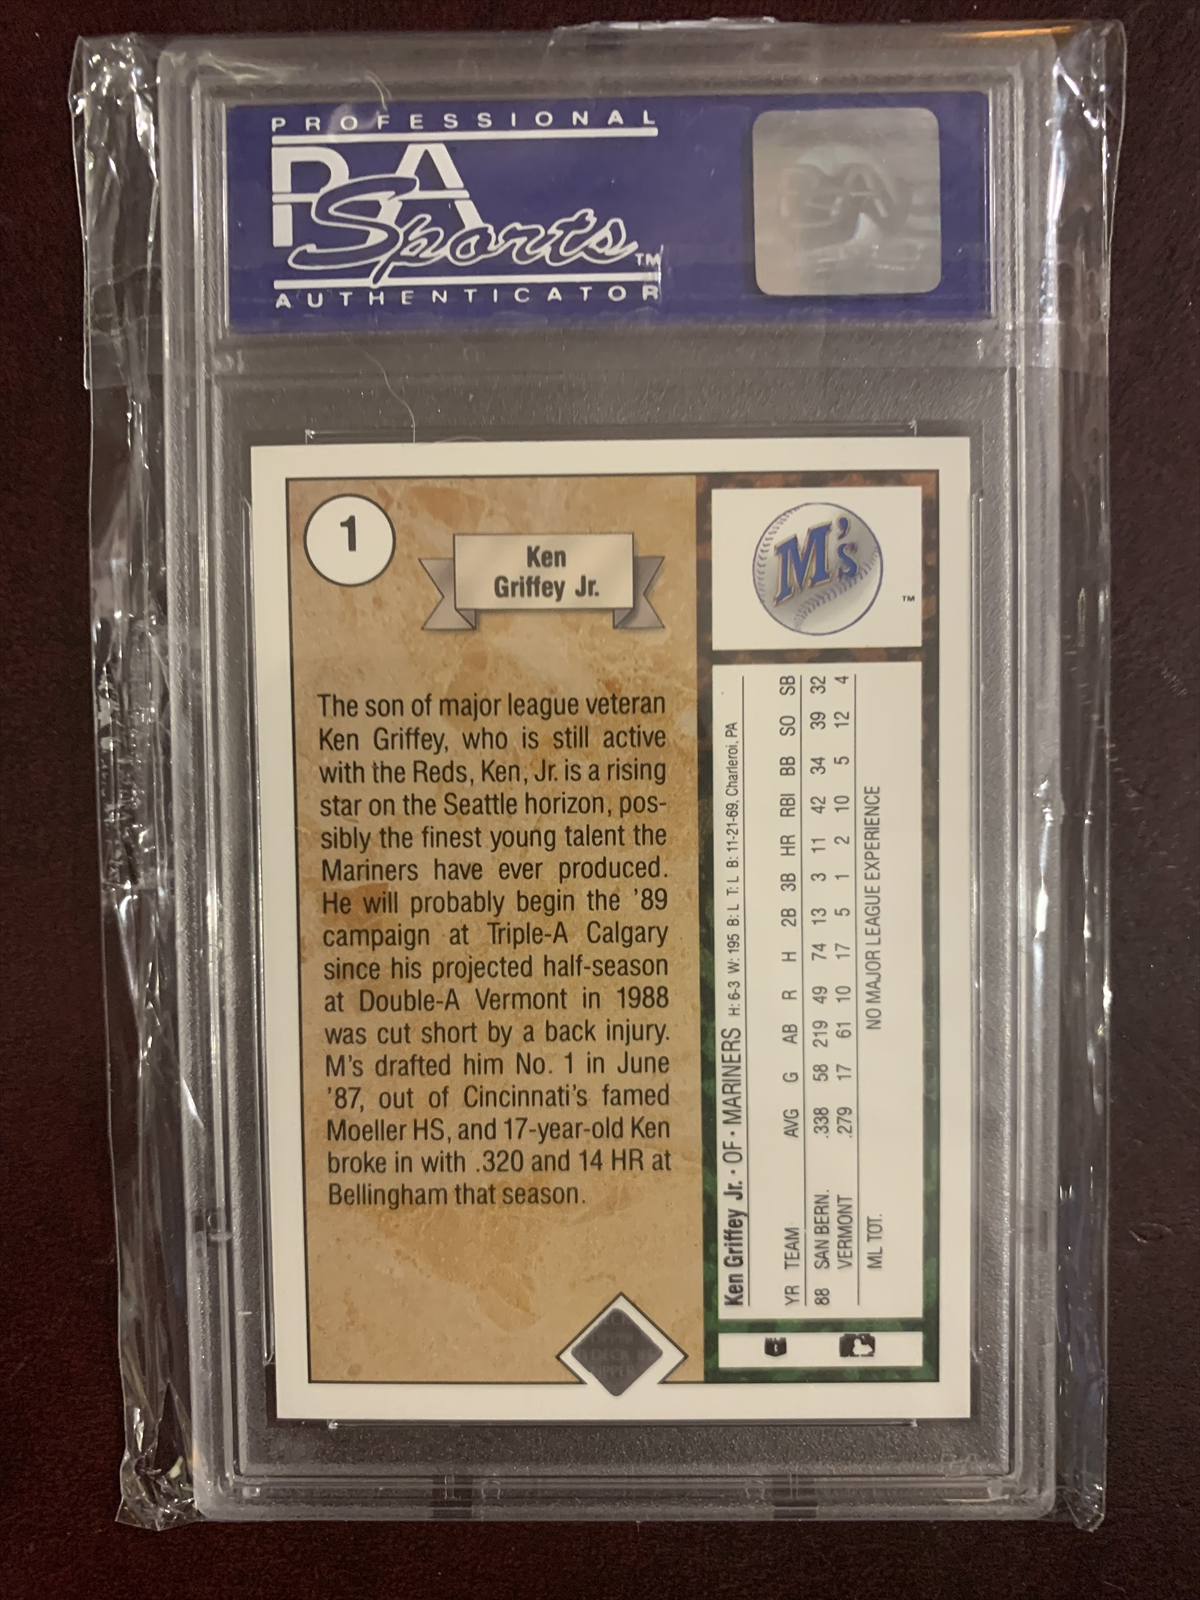 PROFESSIONAL
PSA
Sports™
AUTHENTICATOR
PSA
1
Ken
Griffey Jr.
The son of major league veteran
Ken Griffey, who is still active
with the Reds, Ken, Jr. is a rising
star on the Seattle horizon, pos-
sibly the finest young talent the
Mariners have ever produced.
He will probably begin the '89
campaign at Triple-A Calgary
since his projected half-season
at Double-A Vermont in 1988
was cut short by a back injury.
M's drafted him No. 1 in June
'87, out of Cincinnati's famed
Moeller HS, and 17-year-old Ken
broke in with .320 and 14 HR at
Bellingham that season.
M's
TM
Ken Griffey Jr. • OF • MARINERS H: 6-3 W: 195 B: L T: L B: 11-21-69, Charleroi, PA
YR TEAM AVG G AB R H 2B 3B HR RBI BB SO SB
88 SAN BERN. .338 58 219 49 74 13 3 11 42 34 39 32
VERMONT .279 17 61 10 17 5 1 2 10 5 12 4
ML TOT. NO MAJOR LEAGUE EXPERIENCE
DECK
UPPER